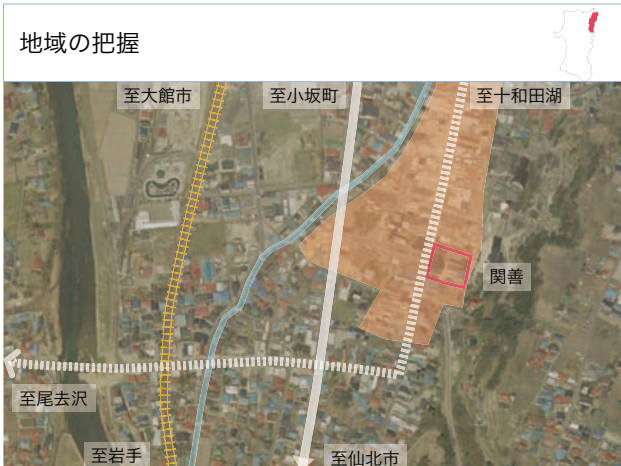 地域の把握
至大館市
至小坂町
至十和田湖
関善
至尾去沢
至岩手
至仙北市